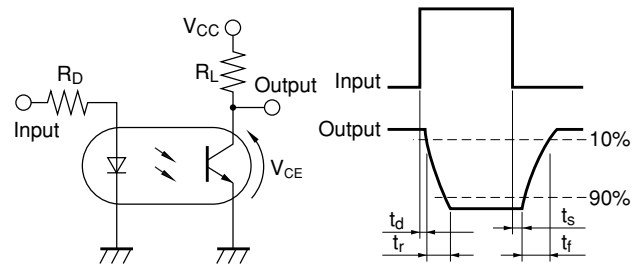 V_CC
R_D
R_L
Output
Input
V_CE
Input
Output
10%
90%
t_d
t_s
t_r
t_f